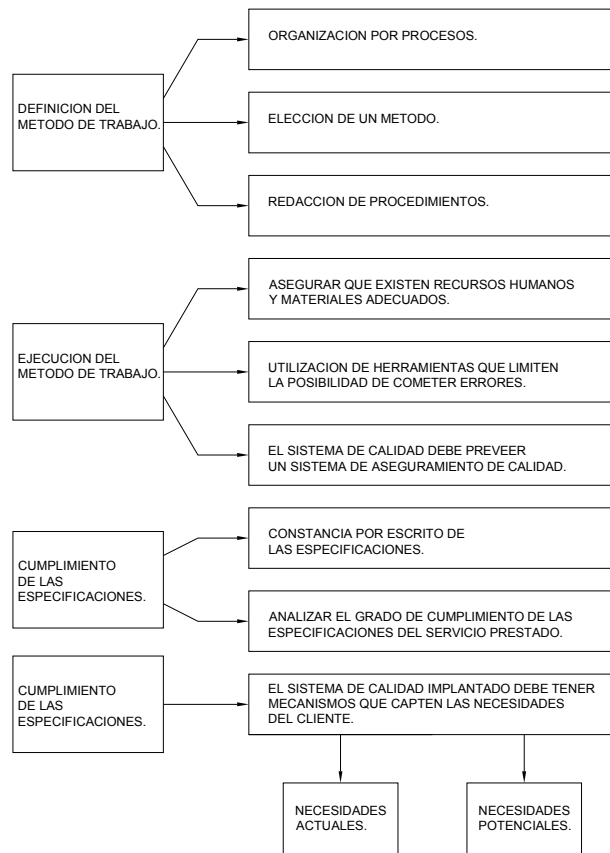 DEFINICION DEL
METODO DE TRABAJO.
ORGANIZACION POR PROCESOS.
ELECCION DE UN METODO.
REDACCION DE PROCEDIMIENTOS.
EJECUCION DEL
METODO DE TRABAJO.
ASEGURAR QUE EXISTEN RECURSOS HUMANOS
Y MATERIALES ADECUADOS.
UTILIZACION DE HERRAMIENTAS QUE LIMITEN
LA POSIBILIDAD DE COMETER ERRORES.
EL SISTEMA DE CALIDAD DEBE PREVEER
UN SISTEMA DE ASEGURAMIENTO DE CALIDAD.
CUMPLIMIENTO
DE LAS
ESPECIFICACIONES.
CONSTANCIA POR ESCRITO DE
LAS ESPECIFICACIONES.
ANALIZAR EL GRADO DE CUMPLIMIENTO DE LAS
ESPECIFICACIONES DEL SERVICIO PRESTADO.
CUMPLIMIENTO
DE LAS
ESPECIFICACIONES.
EL SISTEMA DE CALIDAD IMPLANTADO DEBE TENER
MECANISMOS QUE CAPTEN LAS NECESIDADES
DEL CLIENTE.
NECESIDADES
ACTUALES.
NECESIDADES
POTENCIALES.